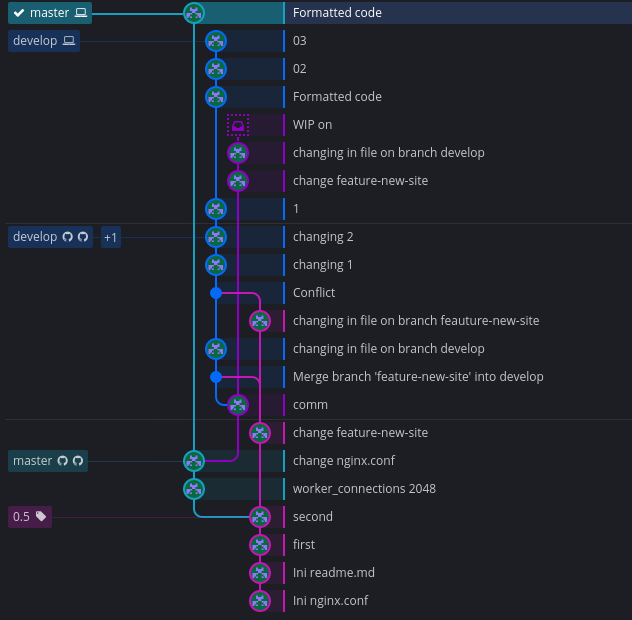 master Formatted code
develop 03
02
Formatted code
WIP on
changing in file on branch develop
change feature-new-site
1
develop +1 changing 2
changing 1
Conflict
changing in file on branch feauture-new-site
changing in file on branch develop
Merge branch 'feature-new-site' into develop
comm
change feature-new-site
master change nginx.conf
worker_connections 2048
0.5 second
first
Ini readme.md
Ini nginx.conf